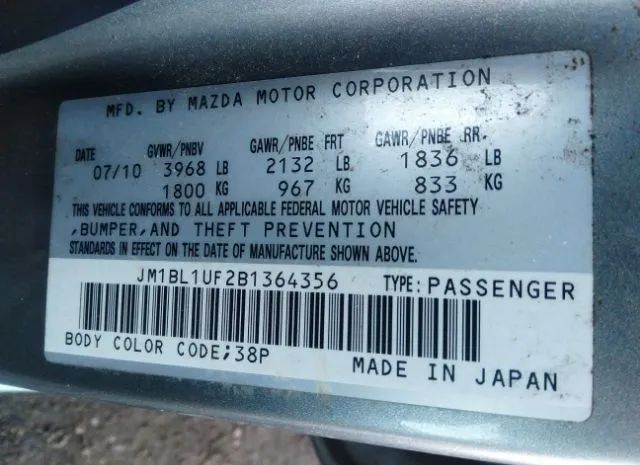 MFD. BY MAZDA MOTOR CORPORATION
DATE GVWR/PNBV GAWR/PNBE FRT GAWR/PNBE RR.
07/10 3968 LB 2132 LB 1836 LB
1800 KG 967 KG 833 KG
THIS VEHICLE CONFORMS TO ALL APPLICABLE FEDERAL MOTOR VEHICLE SAFETY
,BUMPER,AND THEFT PREVENTION
STANDARDS IN EFFECT ON THE DATE OF MANUFACTURE SHOWN ABOVE.
JM1BL1UF2B1364356 TYPE:PASSENGER
BODY COLOR CODE;38P
MADE IN JAPAN